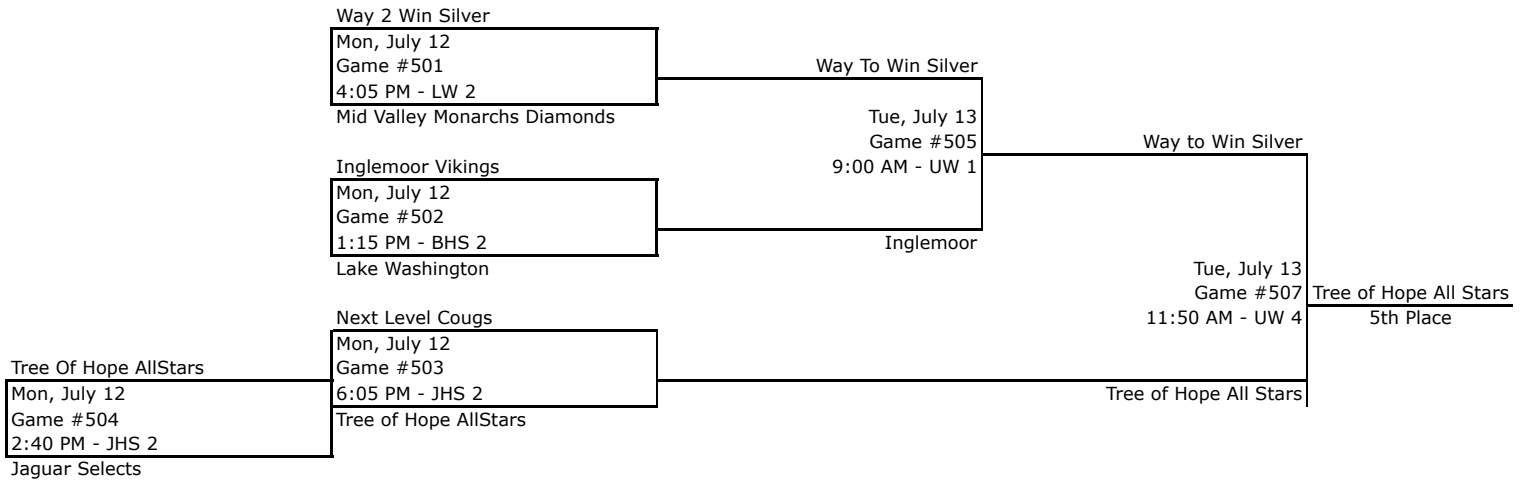 Way 2 Win Silver
Mon, July 12
Game #501
4:05 PM - LW 2
Mid Valley Monarchs Diamonds
Way To Win Silver
Tue, July 13
Game #505
9:00 AM - UW 1
Inglemoor
Inglemoor Vikings
Mon, July 12
Game #502
1:15 PM - BHS 2
Lake Washington
Way to Win Silver
Tue, July 13
Game #507
11:50 AM - UW 4
Tree of Hope All Stars
Tree of Hope All Stars
5th Place
Next Level Cougs
Mon, July 12
Game #503
6:05 PM - JHS 2
Tree of Hope AllStars
Tree Of Hope AllStars
Mon, July 12
Game #504
2:40 PM - JHS 2
Jaguar Selects